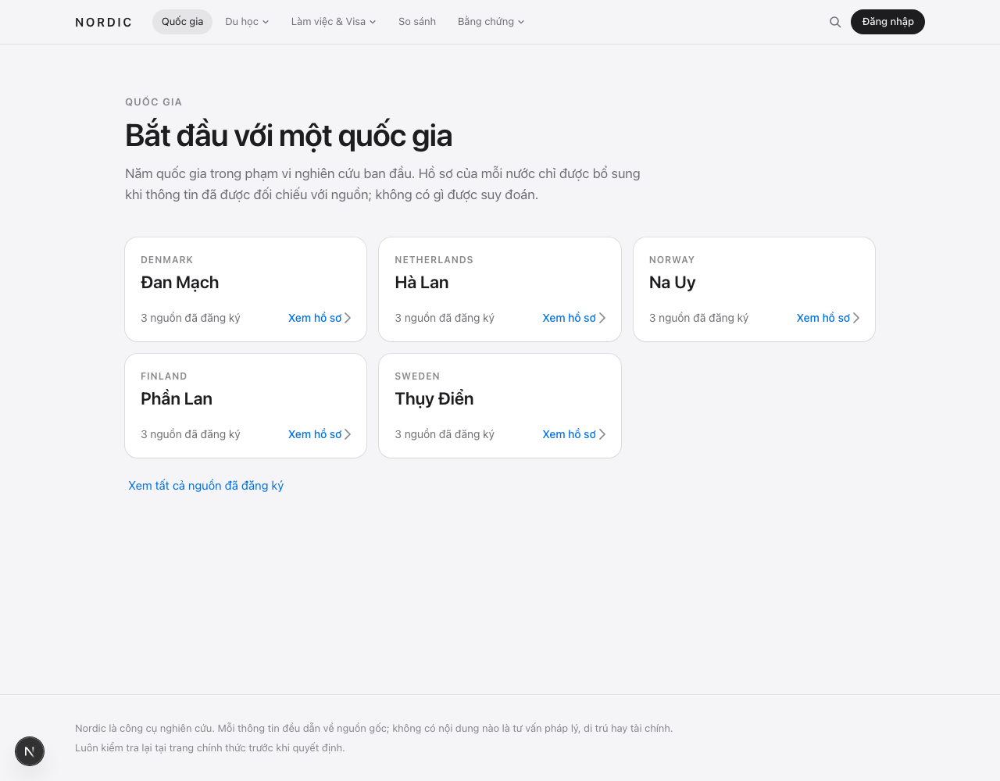 NORDIC
Quốc gia
Du học
Làm việc & Visa
So sánh
Bằng chứng
Đăng nhập
QUỐC GIA
Bắt đầu với một quốc gia
Năm quốc gia trong phạm vi nghiên cứu ban đầu. Hồ sơ của mỗi nước chỉ được bổ sung
khi thông tin đã được đối chiếu với nguồn; không có gì được suy đoán.
DENMARK
Đan Mạch
3 nguồn đã đăng ký
Xem hồ sơ
NETHERLANDS
Hà Lan
3 nguồn đã đăng ký
Xem hồ sơ
NORWAY
Na Uy
3 nguồn đã đăng ký
Xem hồ sơ
FINLAND
Phần Lan
3 nguồn đã đăng ký
Xem hồ sơ
SWEDEN
Thụy Điển
3 nguồn đã đăng ký
Xem hồ sơ
Xem tất cả nguồn đã đăng ký
Nordic là công cụ nghiên cứu. Mỗi thông tin đều dẫn về nguồn gốc; không có nội dung nào là tư vấn pháp lý, di trú hay tài chính.
Luôn kiểm tra lại tại trang chính thức trước khi quyết định.
N